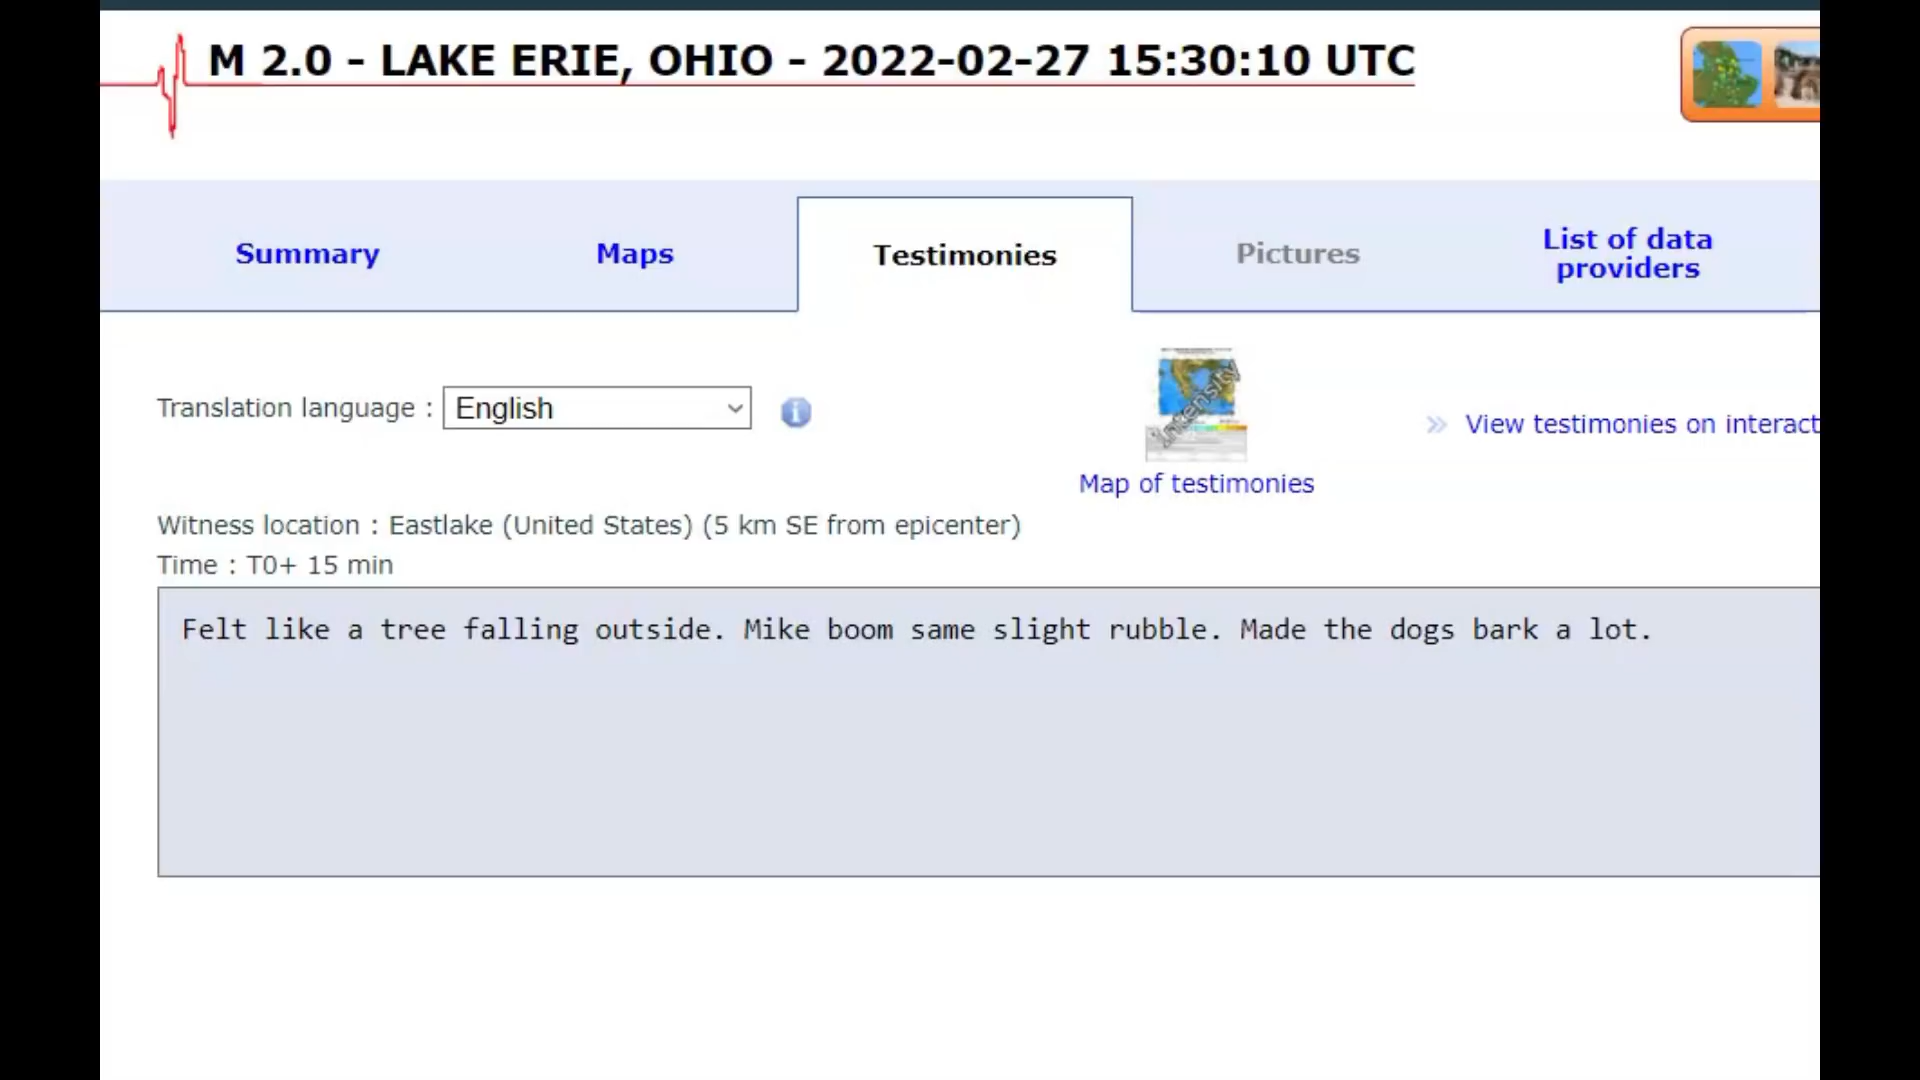 M 2.0 - LAKE ERIE, OHIO - 2022-02-27 15:30:10 UTC
Summary
Maps
Testimonies
Pictures
List of data
providers
Translation language :
English
i
intensity
Map of testimonies
>> View testimonies on interact
Witness location : Eastlake (United States) (5 km SE from epicenter)
Time : T0+ 15 min
Felt like a tree falling outside. Mike boom same slight rubble. Made the dogs bark a lot.